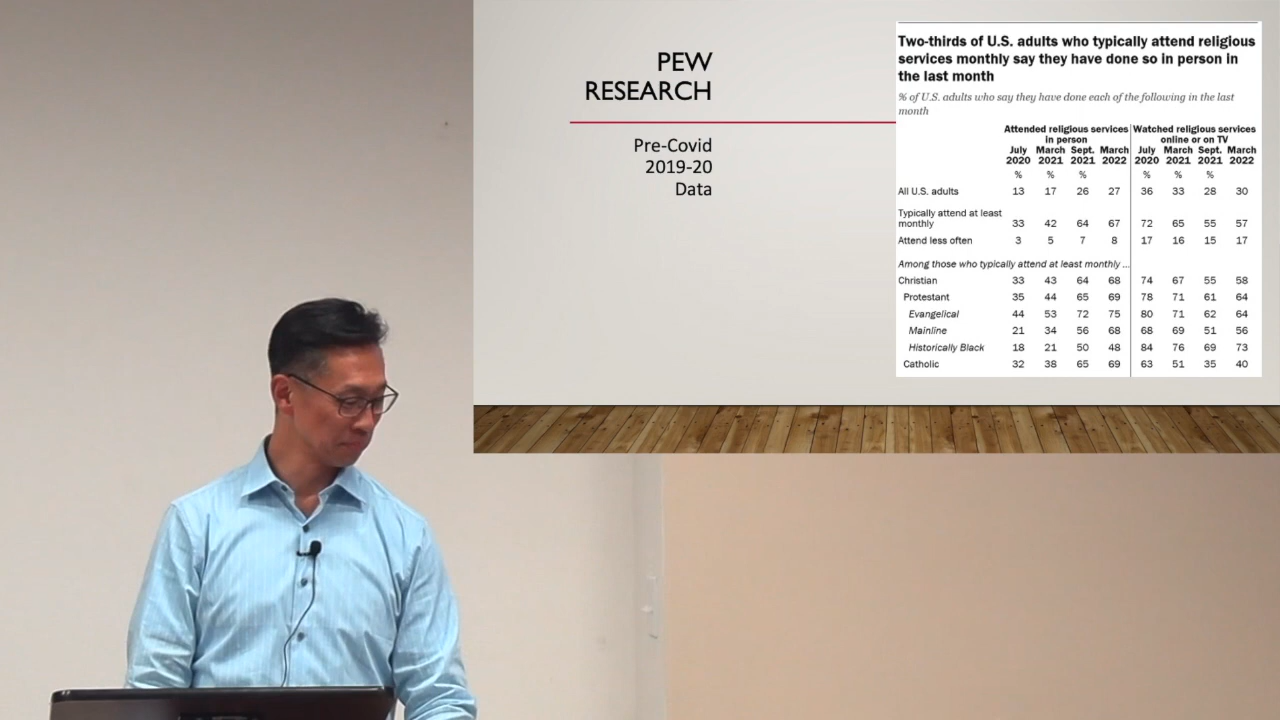 PEW
RESEARCH
Pre-Covid
2019-20
Data
Two-thirds of U.S. adults who typically attend religious
services monthly say they have done so in person in
the last month
% of U.S. adults who say they have done each of the following in the last
month
Attended religious services in person Watched religious services online or on TV
July 2020 March 2021 Sept. 2021 March 2022 July 2020 March 2021 Sept. 2021 March 2022
% % % % % %
All U.S. adults 13 17 26 27 36 33 28 30
Typically attend at least
monthly 33 42 64 67 72 65 55 57
Attend less often 3 5 7 8 17 16 15 17
Among those who typically attend at least monthly ...
Christian 33 43 64 68 74 67 55 58
Protestant 35 44 65 69 78 71 61 64
Evangelical 44 53 72 75 80 71 62 64
Mainline 21 34 56 68 68 69 51 56
Historically Black 18 21 50 48 84 76 69 73
Catholic 32 38 65 69 63 51 35 40